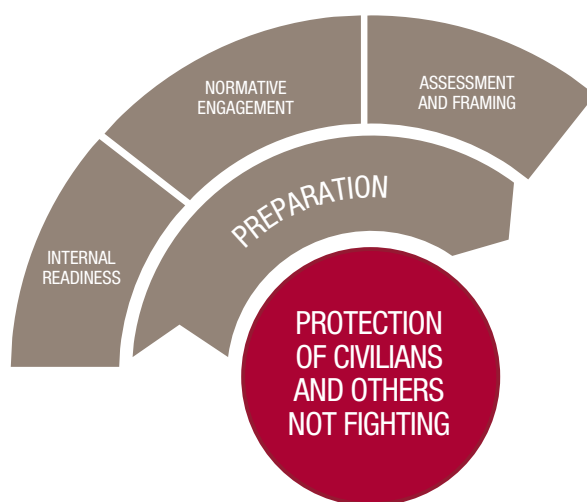 NORMATIVE
ENGAGEMENT
ASSESSMENT
AND FRAMING
INTERNAL
READINESS
PREPARATION
PROTECTION
OF CIVILIANS
AND OTHERS
NOT FIGHTING